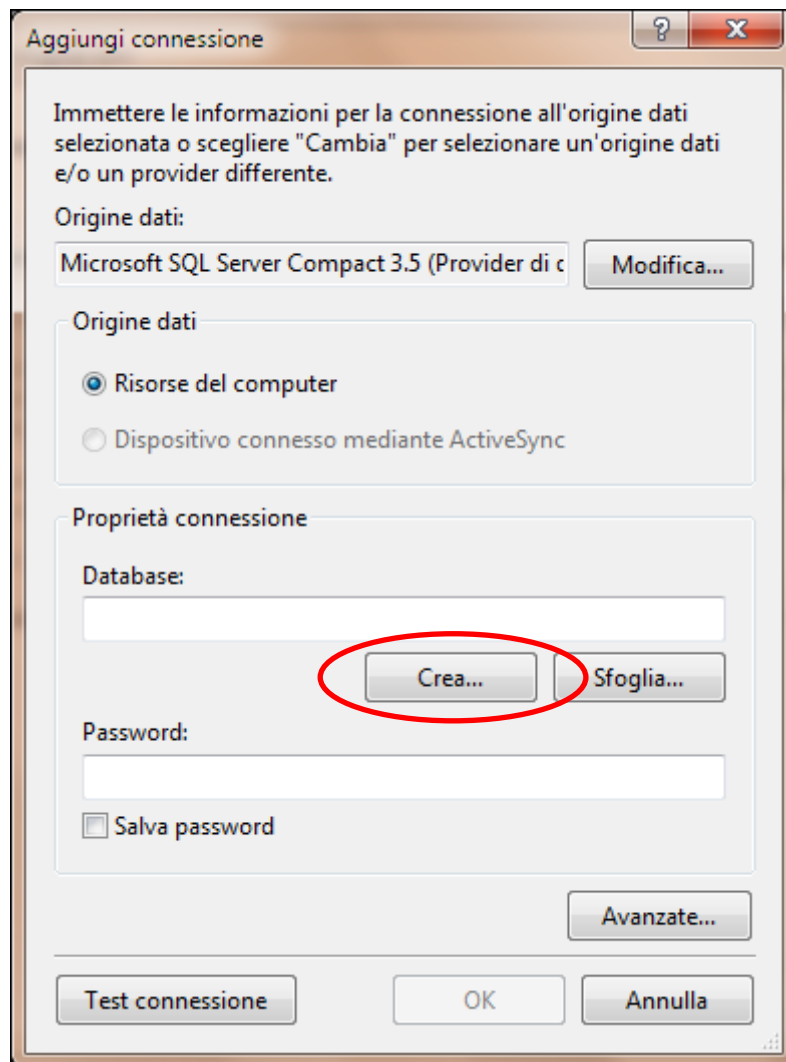 Aggiungi connessione
Immettere le informazioni per la connessione all'origine dati
selezionata o scegliere "Cambia" per selezionare un'origine dati
e/o un provider differente.
Origine dati:
Microsoft SQL Server Compact 3.5 (Provider di c
Modifica...
Origine dati
Risorse del computer
Dispositivo connesso mediante ActiveSync
Proprietà connessione
Database:
Crea...
Sfoglia...
Password:
Salva password
Avanzate...
Test connessione
OK
Annulla